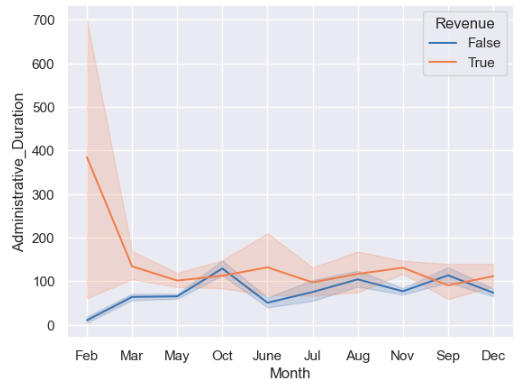 Revenue
False
True
700
600
500
400
300
200
100
0
Administrative_Duration
Feb Mar May Oct June Jul Aug Nov Sep Dec
Month